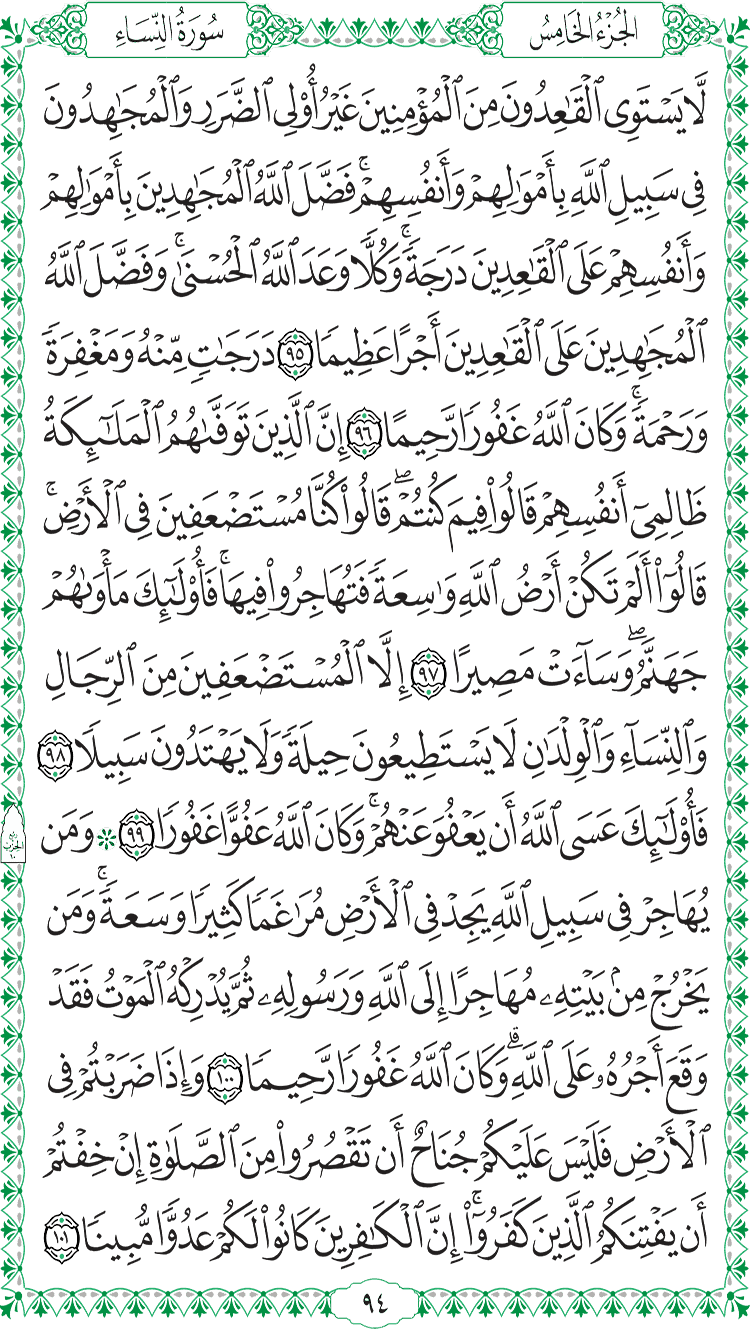 سُورَةُ النِّسَاءِ
الجُزْءُ الخَامِسُ
لَّا يَسْتَوِي ٱلْقَٰعِدُونَ مِنَ ٱلْمُؤْمِنِينَ غَيْرُ أُو۟لِي ٱلضَّرَرِ وَٱلْمُجَٰهِدُونَ
فِي سَبِيلِ ٱللَّهِ بِأَمْوَٰلِهِمْ وَأَنفُسِهِمْۚ فَضَّلَ ٱللَّهُ ٱلْمُجَٰهِدِينَ بِأَمْوَٰلِهِمْ
وَأَنفُسِهِمْ عَلَى ٱلْقَٰعِدِينَ دَرَجَةًۚ وَكُلًّا وَعَدَ ٱللَّهُ ٱلْحُسْنَىٰۚ وَفَضَّلَ ٱللَّهُ
ٱلْمُجَٰهِدِينَ عَلَى ٱلْقَٰعِدِينَ أَجْرًا عَظِيمًا ٩٥ دَرَجَٰتٍ مِّنْهُ وَمَغْفِرَةً
وَرَحْمَةًۚ وَكَانَ ٱللَّهُ غَفُورًا رَّحِيمًا ٩٦ إِنَّ ٱلَّذِينَ تَوَفَّىٰهُمُ ٱلْمَلَٰٓئِكَةُ
ظَالِمِيٓ أَنفُسِهِمْ قَالُوا۟ فِيمَ كُنتُمْۖ قَالُوا۟ كُنَّا مُسْتَضْعَفِينَ فِي ٱلْأَرْضِۚ
قَالُوٓا۟ أَلَمْ تَكُنْ أَرْضُ ٱللَّهِ وَٰسِعَةً فَتُهَاجِرُوا۟ فِيهَاۚ فَأُو۟لَٰٓئِكَ مَأْوَىٰهُمْ
جَهَنَّمُۖ وَسَآءَتْ مَصِيرًا ٩٧ إِلَّا ٱلْمُسْتَضْعَفِينَ مِنَ ٱلرِّجَالِ
وَٱلنِّسَآءِ وَٱلْوِلْدَٰنِ لَا يَسْتَطِيعُونَ حِيلَةً وَلَا يَهْتَدُونَ سَبِيلًا ٩٨
فَأُو۟لَٰٓئِكَ عَسَى ٱللَّهُ أَن يَعْفُوَ عَنْهُمْۚ وَكَانَ ٱللَّهُ عَفُوًّا غَفُورًا ٩٩ ۞ وَمَن
يُهَاجِرْ فِي سَبِيلِ ٱللَّهِ يَجِدْ فِي ٱلْأَرْضِ مُرَٰغَمًا كَثِيرًا وَسَعَةًۚ وَمَن
يَخْرُجْ مِنۢ بَيْتِهِۦ مُهَاجِرًا إِلَى ٱللَّهِ وَرَسُولِهِۦ ثُمَّ يُدْرِكْهُ ٱلْمَوْتُ فَقَدْ
وَقَعَ أَجْرُهُۥ عَلَى ٱللَّهِۗ وَكَانَ ٱللَّهُ غَفُورًا رَّحِيمًا ١٠٠ وَإِذَا ضَرَبْتُمْ فِي
ٱلْأَرْضِ فَلَيْسَ عَلَيْكُمْ جُنَاحٌ أَن تَقْصُرُوا۟ مِنَ ٱلصَّلَوٰةِ إِنْ خِفْتُمْ
أَن يَفْتِنَكُمُ ٱلَّذِينَ كَفَرُوٓا۟ۚ إِنَّ ٱلْكَٰفِرِينَ كَانُوا۟ لَكُمْ عَدُوًّا مُّبِينًا ١٠١
٩٤